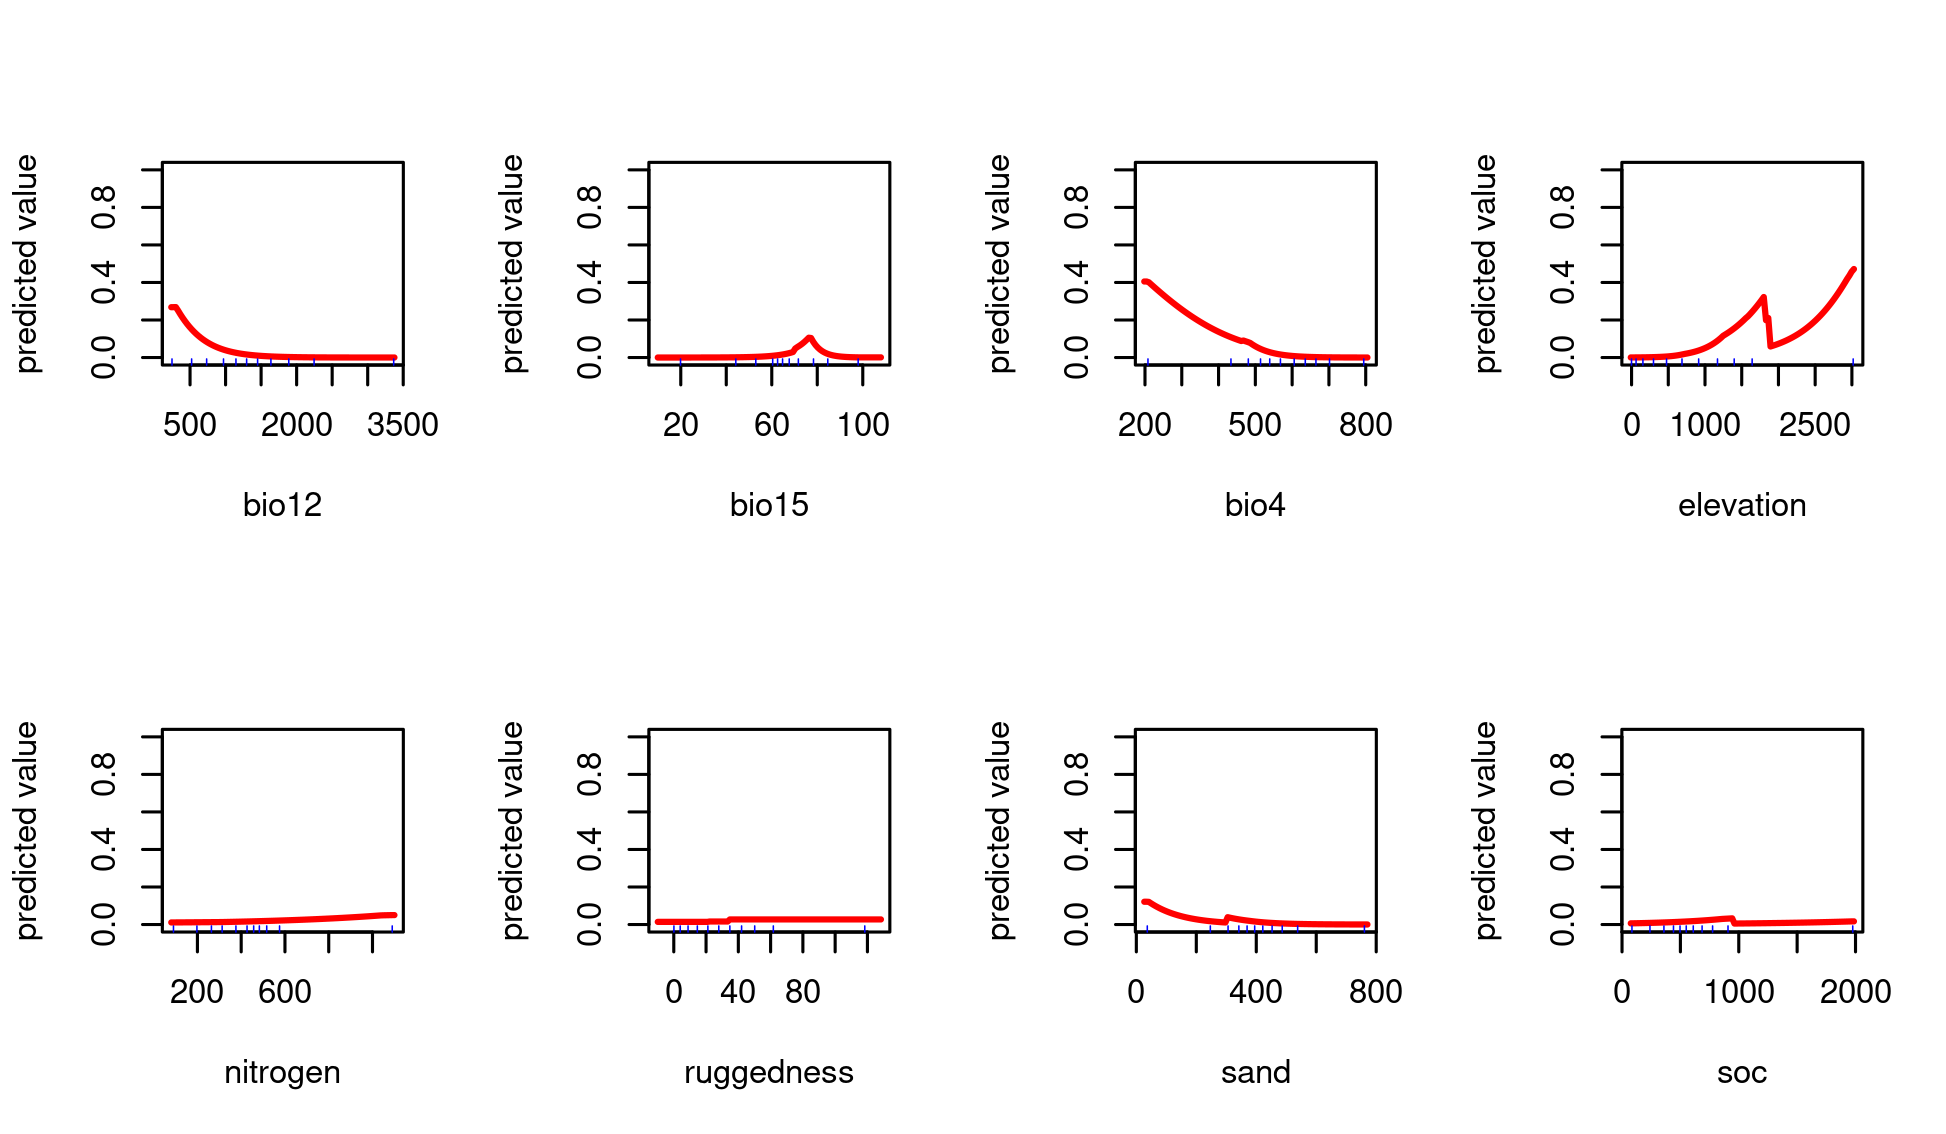 predicted value
0.0 0.4 0.8
500 2000 3500
bio12
predicted value
0.0 0.4 0.8
20 60 100
bio15
predicted value
0.0 0.4 0.8
200 500 800
bio4
predicted value
0.0 0.4 0.8
0 1000 2500
elevation
predicted value
0.0 0.4 0.8
200 600
nitrogen
predicted value
0.0 0.4 0.8
0 40 80
ruggedness
predicted value
0.0 0.4 0.8
0 400 800
sand
predicted value
0.0 0.4 0.8
0 1000 2000
soc